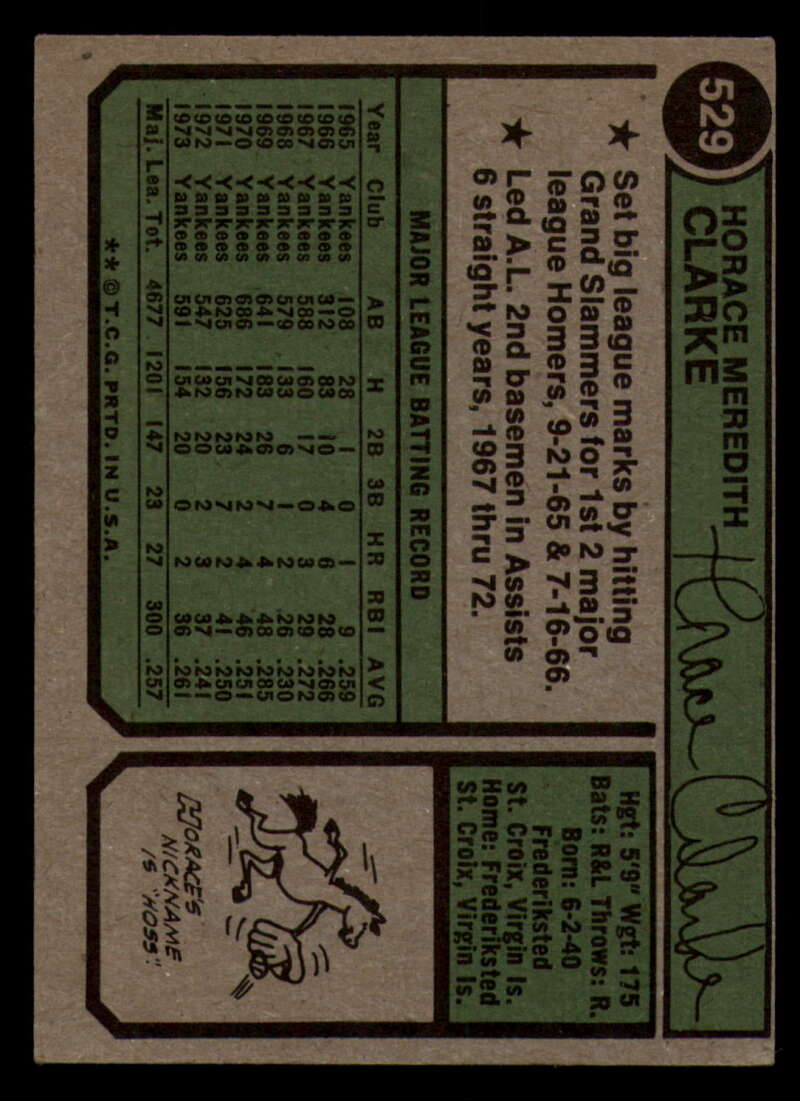 529
HORACE MEREDITH
CLARKE
Horace Clarke
★ Set big league marks by hitting
Grand Slammers for 1st 2 major
league Homers, 9-21-65 & 7-16-66.
★ Led A.L. 2nd basemen in Assists
6 straight years, 1967 thru 72.
Hgt: 5'9" Wgt: 175
Bats: R&L Throws: R.
Born: 6-2-40
Frederiksted
St. Croix, Virgin Is.
Home: Frederiksted
St. Croix, Virgin Is.
MAJOR LEAGUE BATTING RECORD
Year Club AB H 2B 3B HR RBI AVG
1965 Yankees 108 28 1 0 1 9 .259
1966 Yankees 312 83 10 4 6 28 .266
1967 Yankees 588 160 17 0 3 29 .272
1968 Yankees 579 133 6 1 2 26 .230
1969 Yankees 641 183 26 7 4 48 .285
1970 Yankees 686 172 24 2 4 46 .251
1971 Yankees 625 156 23 7 2 41 .250
1972 Yankees 547 132 20 2 3 37 .241
1973 Yankees 591 154 20 0 2 36 .261
Maj. Lea. Tot. 4677 1201 147 23 27 300 .257
** © T.C.G. PRTD. IN U.S.A.
HORACE'S
NICKNAME
IS "HOSS".